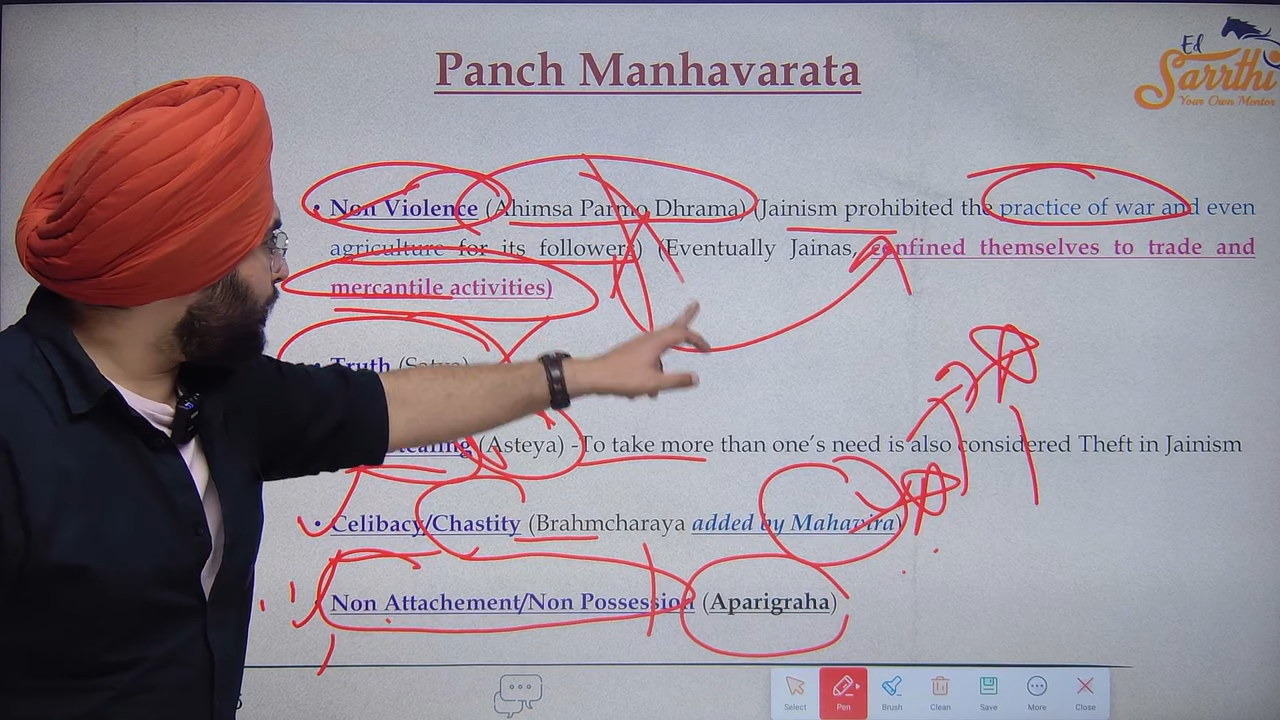 Panch Manhavarata
Ed
Sarrthi
Your Own Mentor
• Non Violence (Ahimsa Parmo Dhrama) (Jainism prohibited the practice of war and even
agriculture for its followers) (Eventually Jainas, confined themselves to trade and
mercantile activities)
• Truth (Satya)
(Asteya) -To take more than one's need is also considered Theft in Jainism
• Celibacy/Chastity (Brahmcharaya added by Mahavira)
Non Attachement/Non Possession (Aparigraha)
Select Pen Brush Clean Save More Close